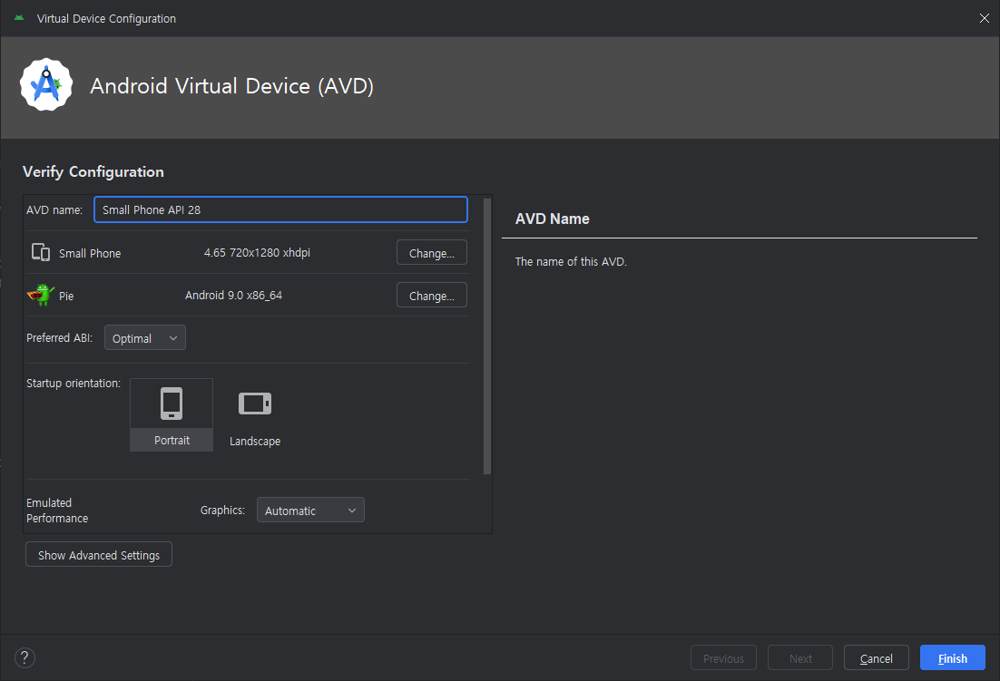 Virtual Device Configuration
Android Virtual Device (AVD)
Verify Configuration
AVD name: Small Phone API 28
Small Phone 4.65 720x1280 xhdpi Change...
Pie Android 9.0 x86_64 Change...
Preferred ABI: Optimal
Startup orientation:
Portrait Landscape
Emulated
Performance
Graphics: Automatic
Show Advanced Settings
AVD Name
The name of this AVD.
? Previous Next Cancel Finish